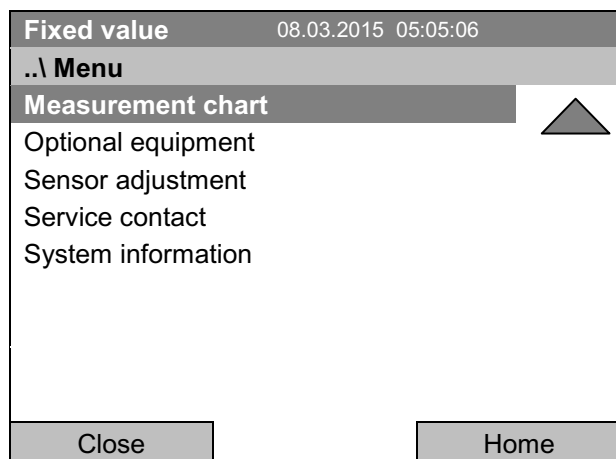 Fixed value 08.03.2015 05:05:06
..\ Menu
Measurement chart
Optional equipment
Sensor adjustment
Service contact
System information
Close Home